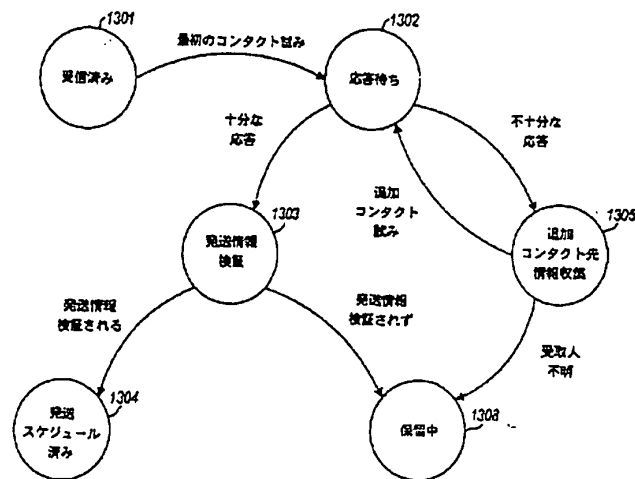 1301
受信済み
最初のコンタクト試み
1302
応答待ち
十分な
応答
不十分な
応答
追加
コンタクト
試み
1303
発送情報
検証
1305
追加
コンタクト先
情報収集
発送情報
検証される
発送情報
検証されず
受取人
不明
1304
発送
スケジュール
済み
保留中
1308